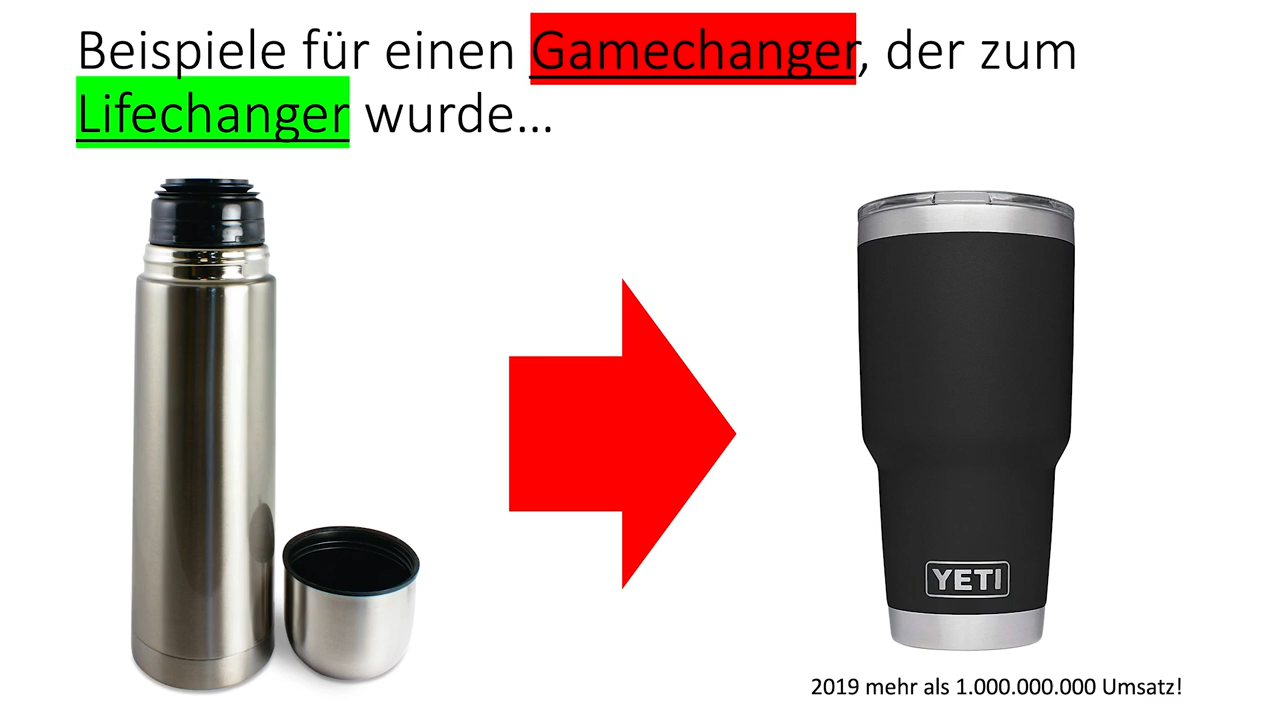 Beispiele für einen Gamechanger, der zum
Lifechanger wurde...
YETI
2019 mehr als 1.000.000.000 Umsatz!